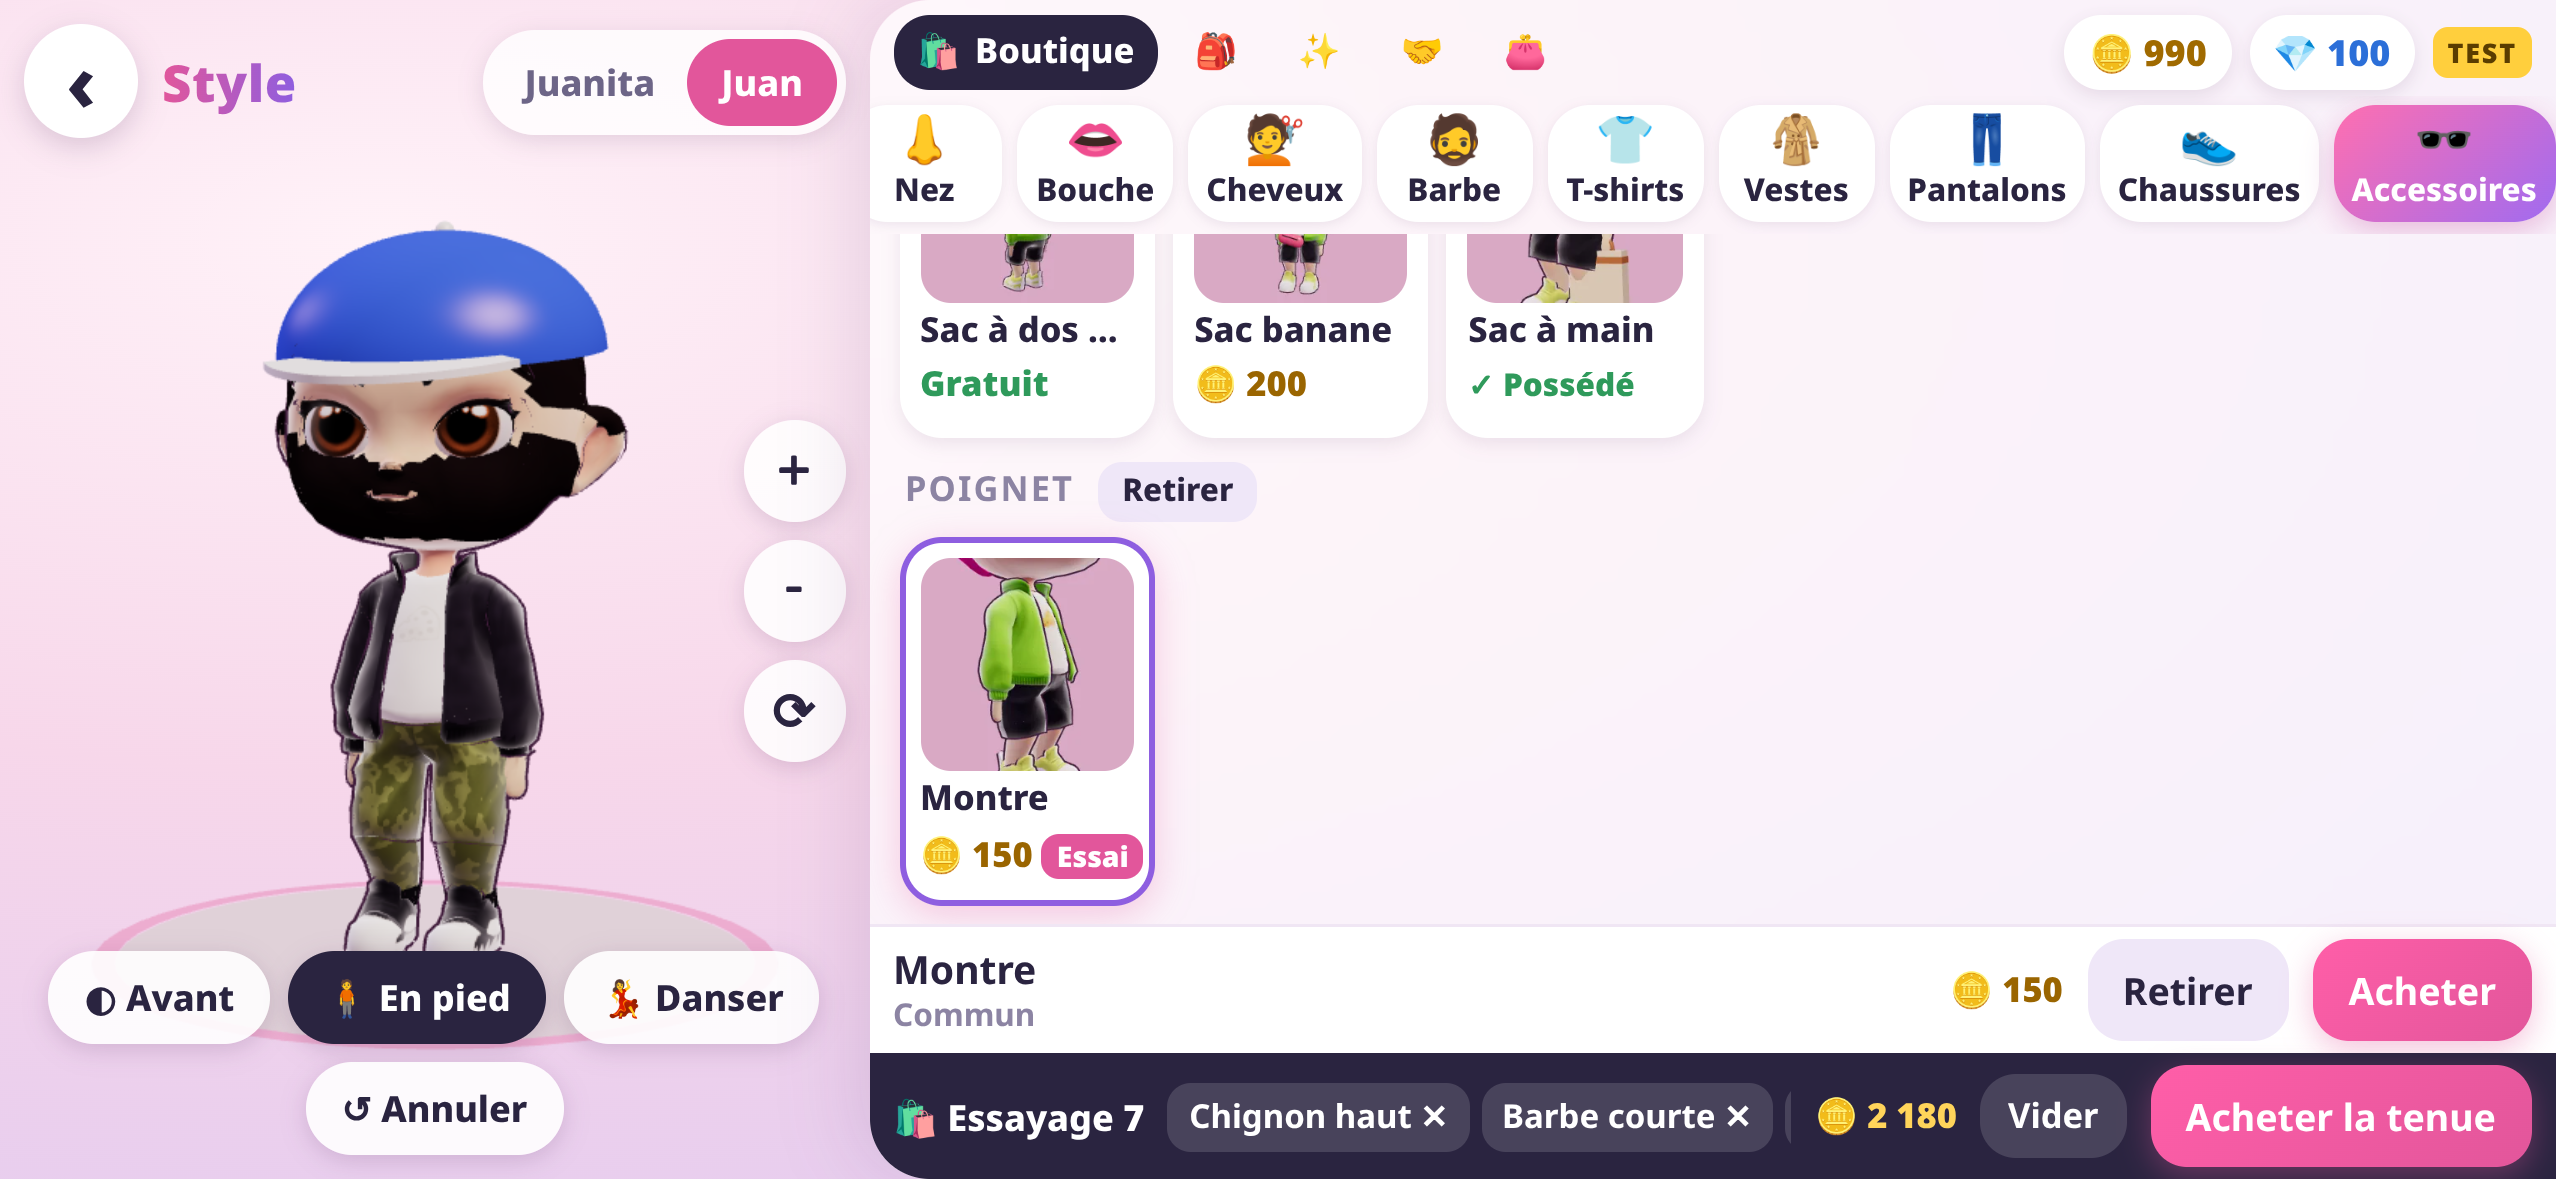 Style
Juanita
Juan
Boutique
990
100
TEST
Nez
Bouche
Cheveux
Barbe
T-shirts
Vestes
Pantalons
Chaussures
Accessoires
Sac à dos ...
Gratuit
Sac banane
200
Sac à main
✓ Possédé
POIGNET
Retirer
Montre
150
Essai
+
-
Avant
En pied
Danser
↺ Annuler
Montre
Commun
150
Retirer
Acheter
Essayage 7
Chignon haut ✕
Barbe courte ✕
2 180
Vider
Acheter la tenue